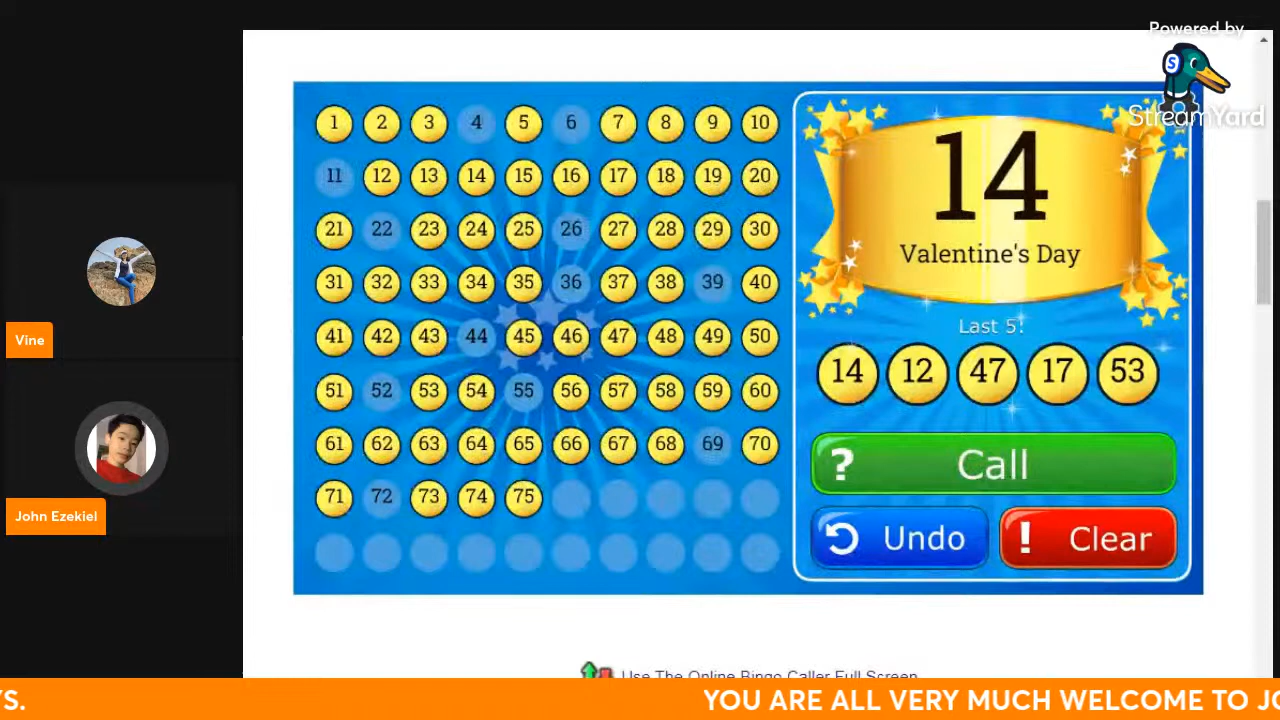 Powered by
StreamYard
1 2 3 4 5 6 7 8 9 10
11 12 13 14 15 16 17 18 19 20
21 22 23 24 25 26 27 28 29 30
31 32 33 34 35 36 37 38 39 40
41 42 43 44 45 46 47 48 49 50
51 52 53 54 55 56 57 58 59 60
61 62 63 64 65 66 67 68 69 70
71 72 73 74 75
14
Valentine's Day
Last 5!
14 12 47 17 53
? Call
Undo
! Clear
Vine
John Ezekiel
Use The Online Bingo Caller Full Screen
YS. YOU ARE ALL VERY MUCH WELCOME TO JO